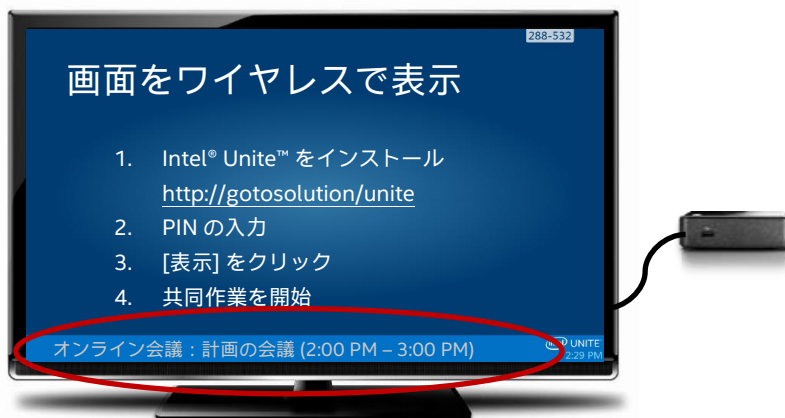 288-532
画面をワイヤレスで表示
1. Intel® Unite™ をインストール
http://gotosolution/unite
2. PIN の入力
3. [表示] をクリック
4. 共同作業を開始
オンライン会議：計画の会議 (2:00 PM – 3:00 PM)
UNITE
2:29 PM